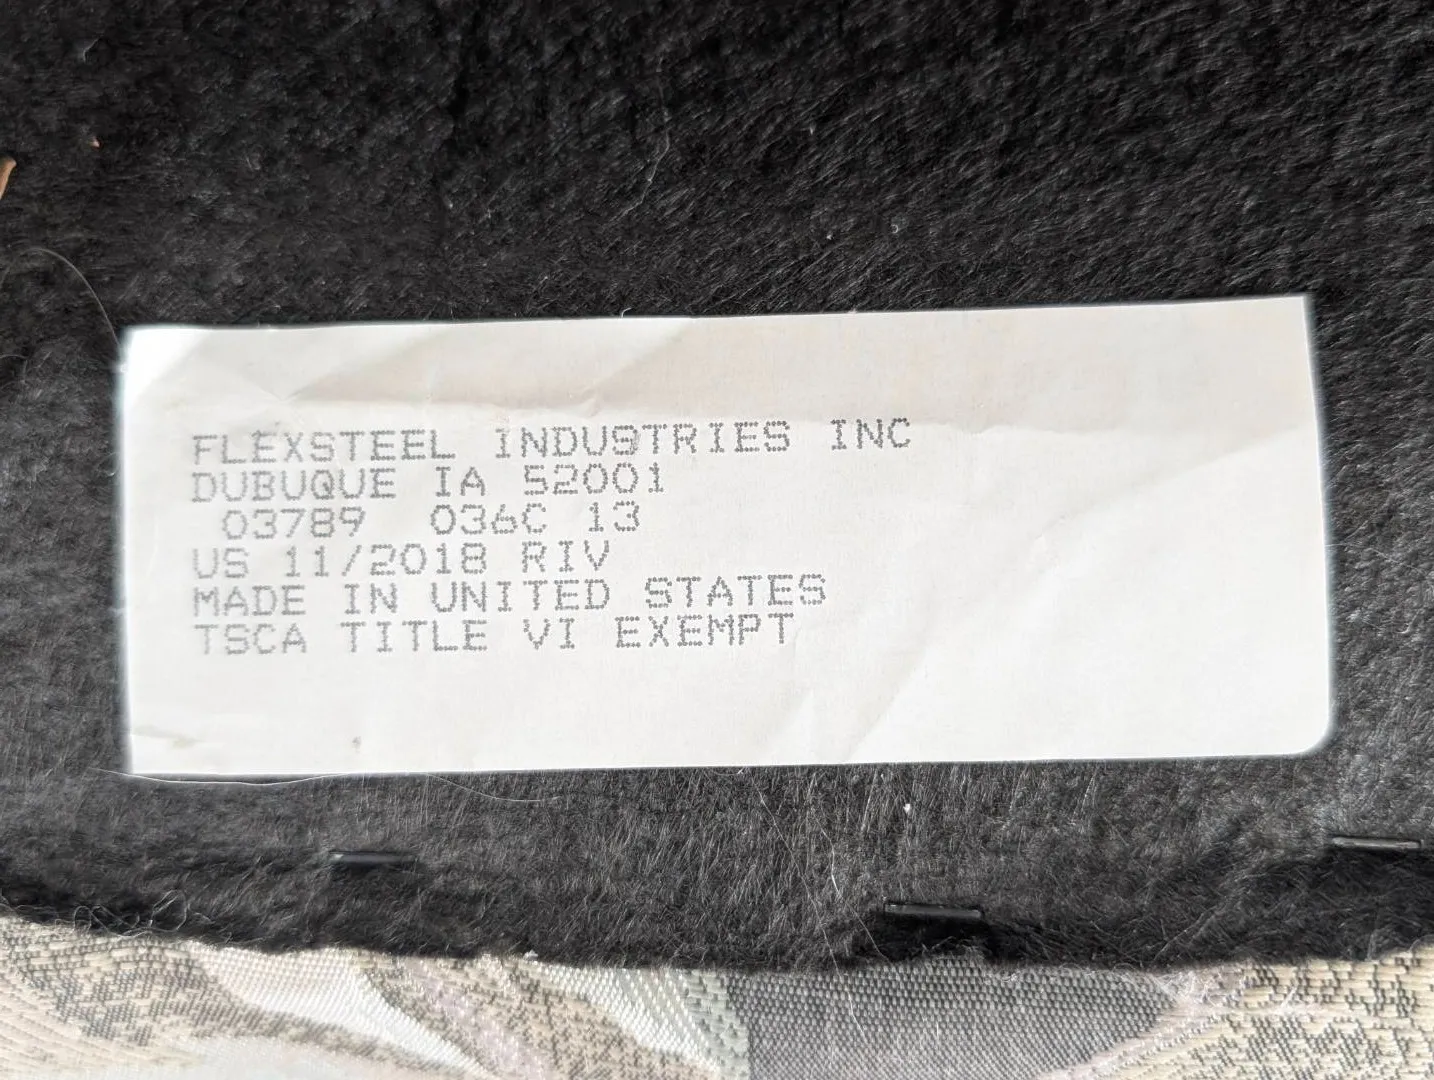 FLEXSTEEL INDUSTRIES INC
DUBUQUE IA 52001
03789 036C 13
US 11/2018 RIV
MADE IN UNITED STATES
TSCA TITLE VI EXEMPT